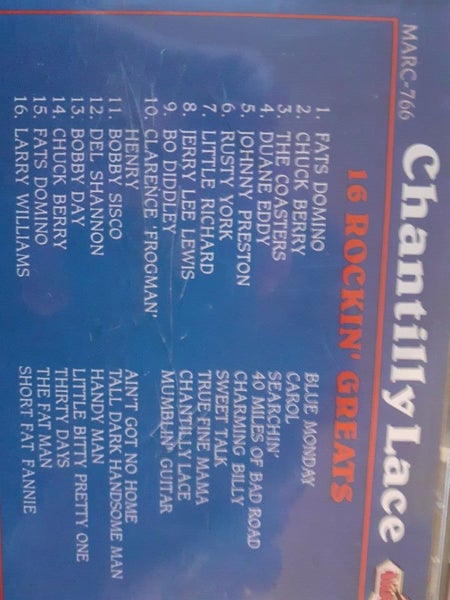 MARC-766
Chantilly Lace
16 ROCKIN' GREATS
1. FATS DOMINO BLUE MONDAY
2. CHUCK BERRY CAROL
3. THE COASTERS SEARCHIN'
4. DUANE EDDY 40 MILES OF BAD ROAD
5. JOHNNY PRESTON CHARMING BILLY
6. RUSTY YORK SWEET TALK
7. LITTLE RICHARD TRUE FINE MAMA
8. JERRY LEE LEWIS CHANTILLY LACE
9. BO DIDDLEY MUMBLIN' GUITAR
10. CLARENCE 'FROGMAN'
HENRY AIN'T GOT NO HOME
11. BOBBY SISCO TALL DARK HANDSOME MAN
12. DEL SHANNON HANDY MAN
13. BOBBY DAY LITTLE BITTY PRETTY ONE
14. CHUCK BERRY THIRTY DAYS
15. FATS DOMINO THE FAT MAN
16. LARRY WILLIAMS SHORT FAT FANNIE